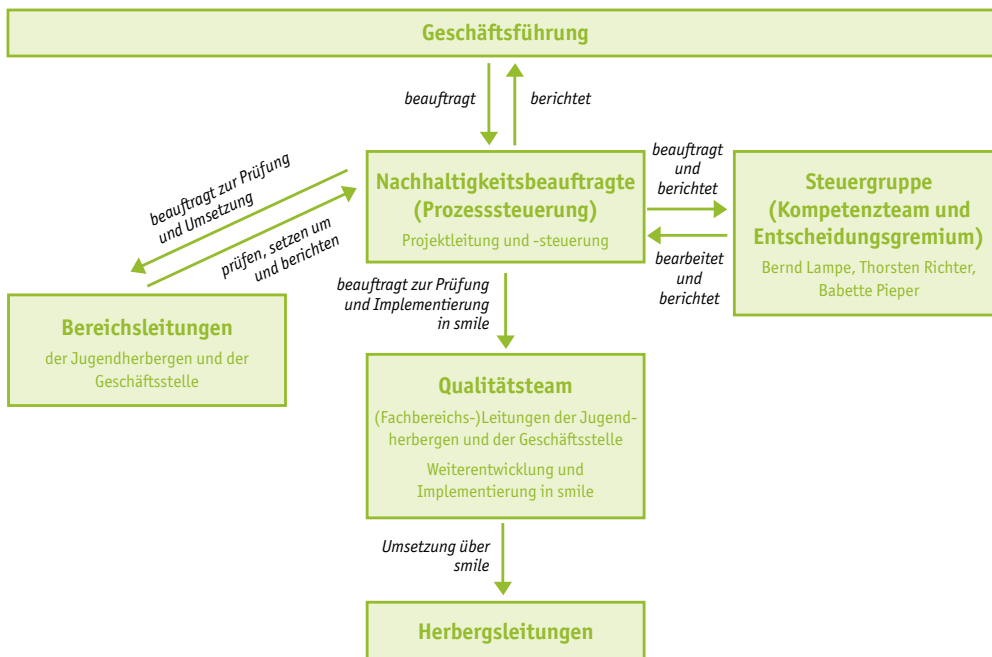 Geschäftsführung
beauftragt
berichtet
beauftragt zur Prüfung
und Umsetzung
prüfen, setzen um
und berichten
Nachhaltigkeitsbeauftragte
(Prozesssteuerung)
Projektleitung und -steuerung
beauftragt
und
berichtet
bearbeitet
und
berichtet
Steuergruppe
(Kompetenzteam und
Entscheidungsgremium)
Bernd Lampe, Thorsten Richter,
Babette Pieper
Bereichsleitungen
der Jugendherbergen und der
Geschäftsstelle
beauftragt zur Prüfung
und Implementierung
in smile
Qualitätsteam
(Fachbereichs-)Leitungen der Jugend-
herbergen und der Geschäftsstelle
Weiterentwicklung und
Implementierung in smile
Umsetzung über
smile
Herbergsleitungen